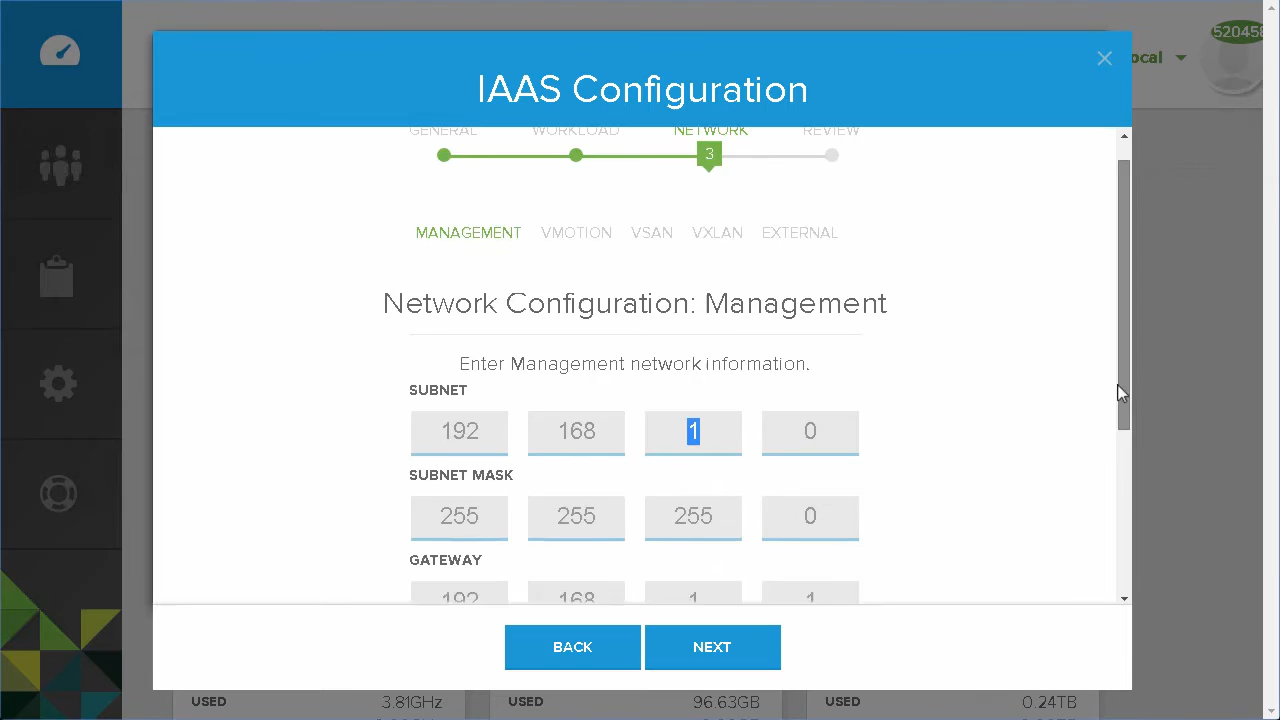 520458
ocal
IAAS Configuration
GENERAL WORKLOAD NETWORK REVIEW
3
MANAGEMENT VMOTION VSAN VXLAN EXTERNAL
Network Configuration: Management
Enter Management network information.
SUBNET
192 168 1 0
SUBNET MASK
255 255 255 0
GATEWAY
192 168 1 1
BACK NEXT
USED 3.81GHz USED 96.63GB USED 0.24TB